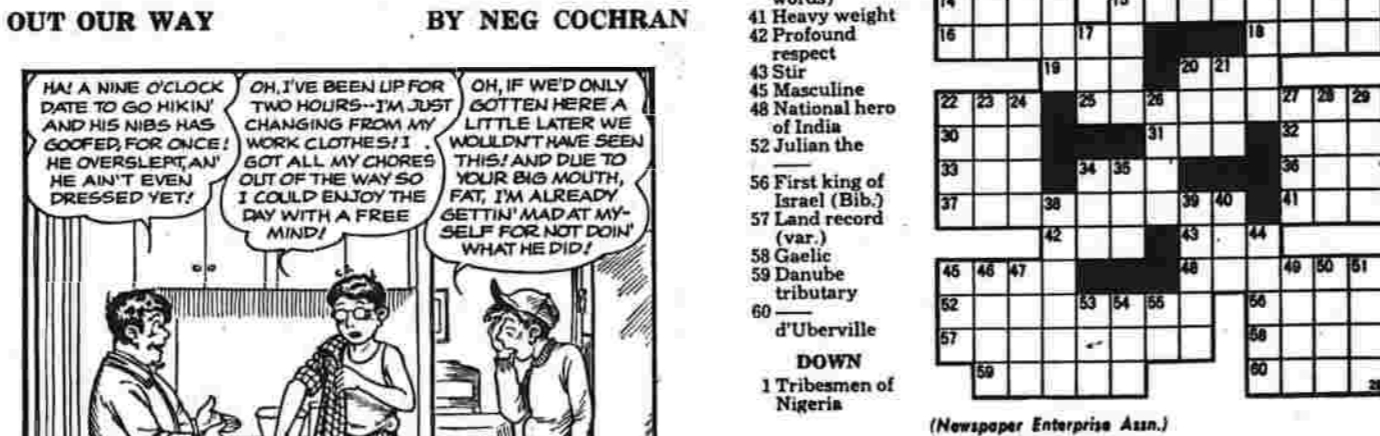 OUT OUR WAY
BY NEG COCHRAN
HA! A NINE O'CLOCK
DATE TO GO HIKIN'
AND HIS NIBS HAS
GOOFED, FOR ONCE!
HE OVERSLEPT, AN'
HE AIN'T EVEN
DRESSED YET!
OH, I'VE BEEN UP FOR
TWO HOURS--I'M JUST
CHANGING FROM MY
WORK CLOTHES! I
GOT ALL MY CHORES
OUT OF THE WAY SO
I COULD ENJOY THE
DAY WITH A FREE
MIND!
OH, IF WE'D ONLY
GOTTEN HERE A
LITTLE LATER WE
WOULDN'T HAVE SEEN
THIS! AND DUE TO
YOUR BIG MOUTH,
FAT, I'M ALREADY
GETTIN' MAD AT MY-
SELF FOR NOT DOIN'
WHAT HE DID!
words)
41 Heavy weight
42 Profound
respect
43 Stir
45 Masculine
48 National hero
of India
52 Julian the
___
56 First king of
Israel (Bib.)
57 Land record
(var.)
58 Gaelic
59 Danube
tributary
60 ___
d'Uberville
DOWN
1 Tribesmen of
Nigeria
14 15
16 17 18
19 20 21
22 23 24 25 26 27 28 29
30 31 32
33 34 35 36
37 38 39 40 41
42 43 44
45 46 47 48 49 50 51
52 53 54 55 56
57 58
59 60
(Newspaper Enterprise Assn.)